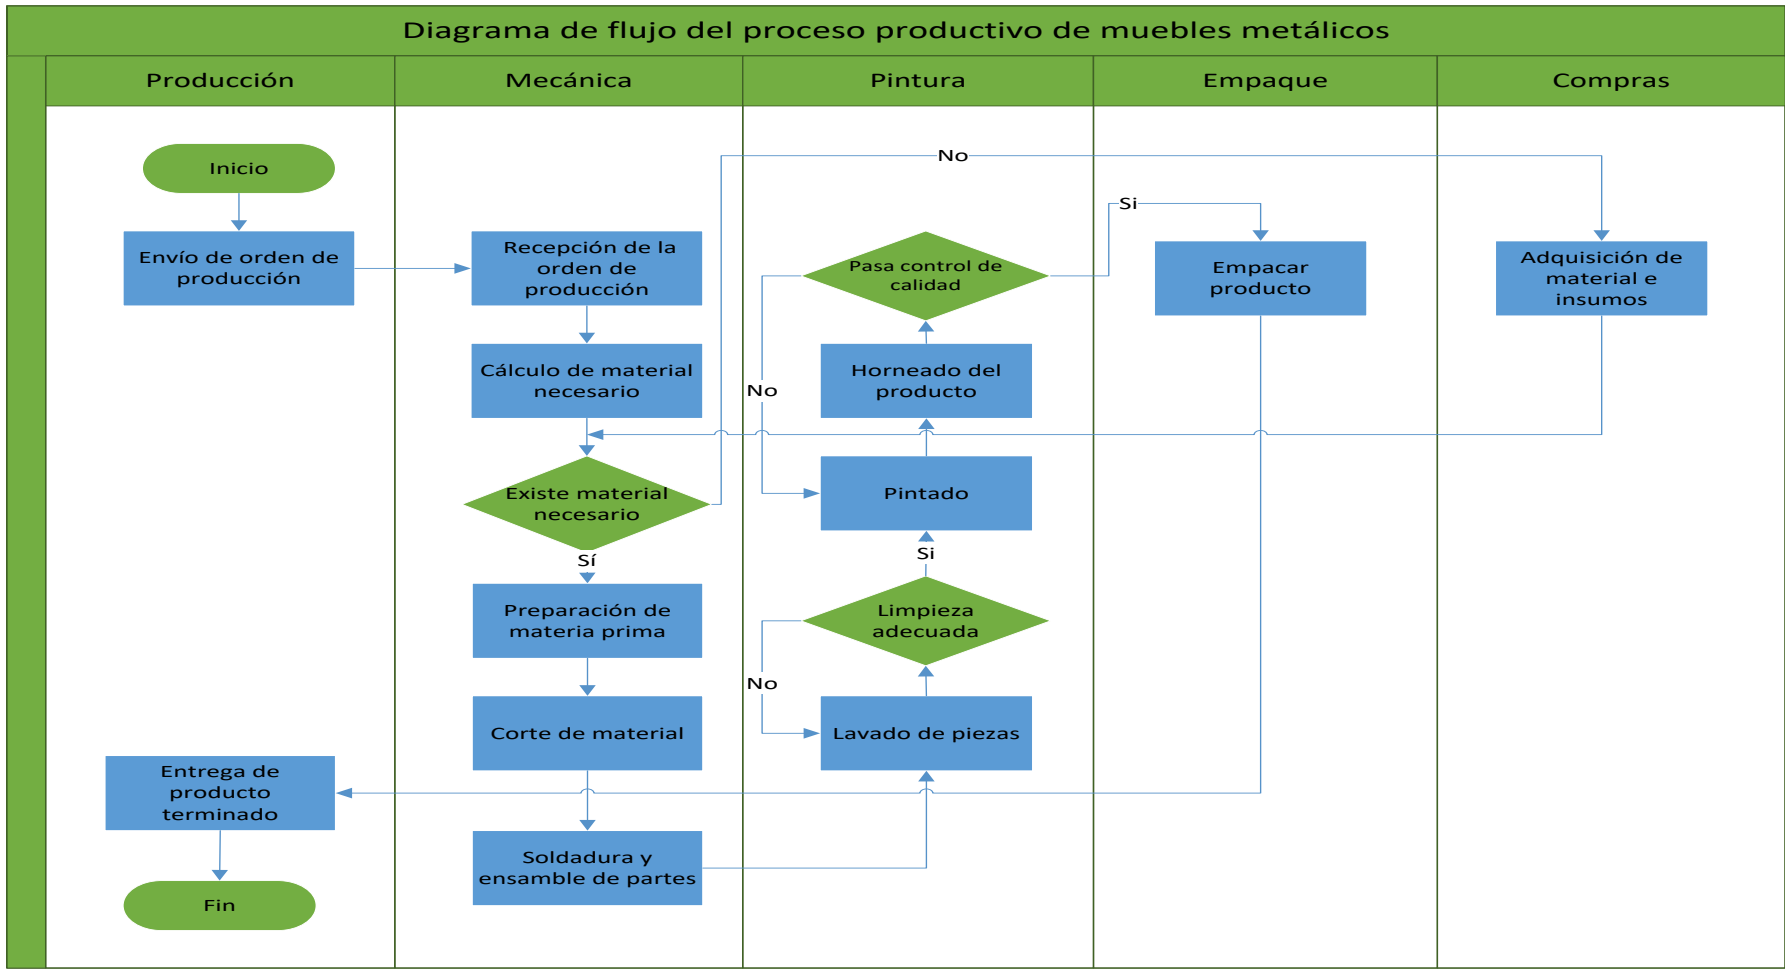 Diagrama de flujo del proceso productivo de muebles metálicos
Producción
Mecánica
Pintura
Empaque
Compras
Inicio
Envío de orden de
producción
Entrega de
producto
terminado
Fin
Recepción de la
orden de
producción
Cálculo de material
necesario
Existe material
necesario
No
Sí
Preparación de
materia prima
Corte de material
Soldadura y
ensamble de partes
Pasa control de
calidad
Si
No
Horneado del
producto
Pintado
Si
Limpieza
adecuada
No
Lavado de piezas
Empacar
producto
Adquisición de
material e
insumos